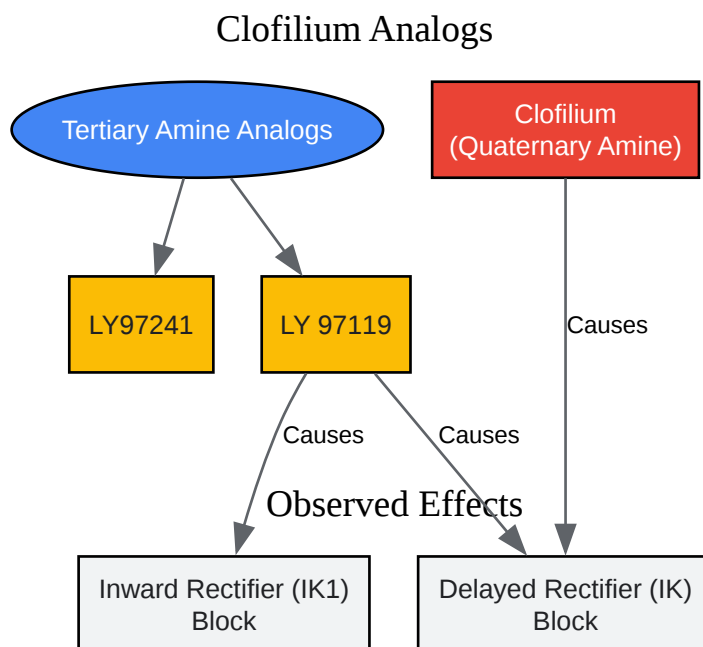 Clofilium Analogs
Tertiary Amine Analogs
Clofilium
(Quaternary Amine)
LY97241
LY 97119
Causes
Causes
Causes
Observed Effects
Inward Rectifier (IK1)
Block
Delayed Rectifier (IK)
Block